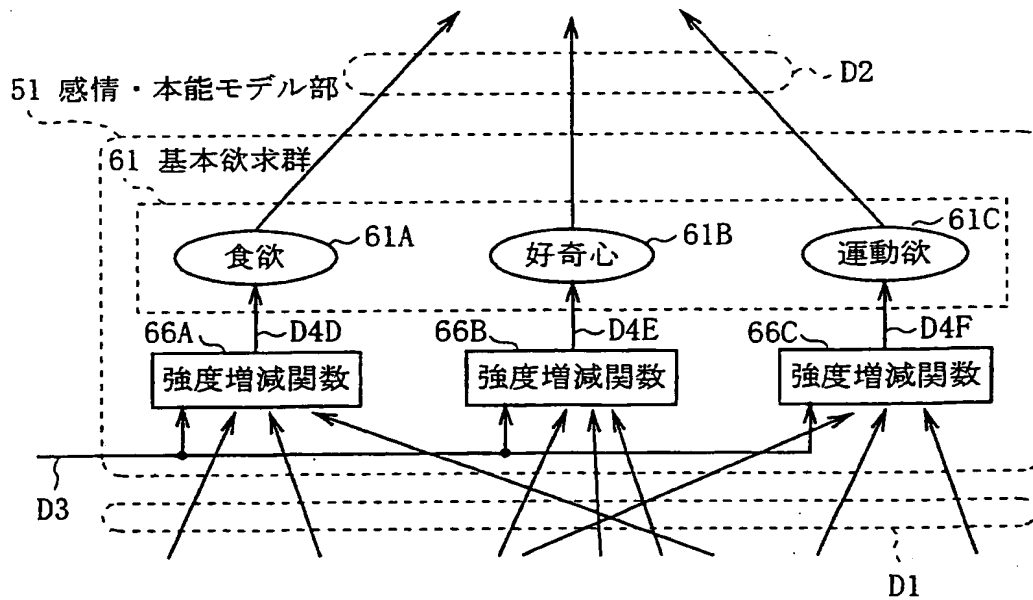 D2
51 感情・本能モデル部
61 基本欲求群
61A
61B
61C
食欲
好奇心
運動欲
66A
D4D
66B
D4E
66C
D4F
強度増減関数
強度増減関数
強度増減関数
D3
D1